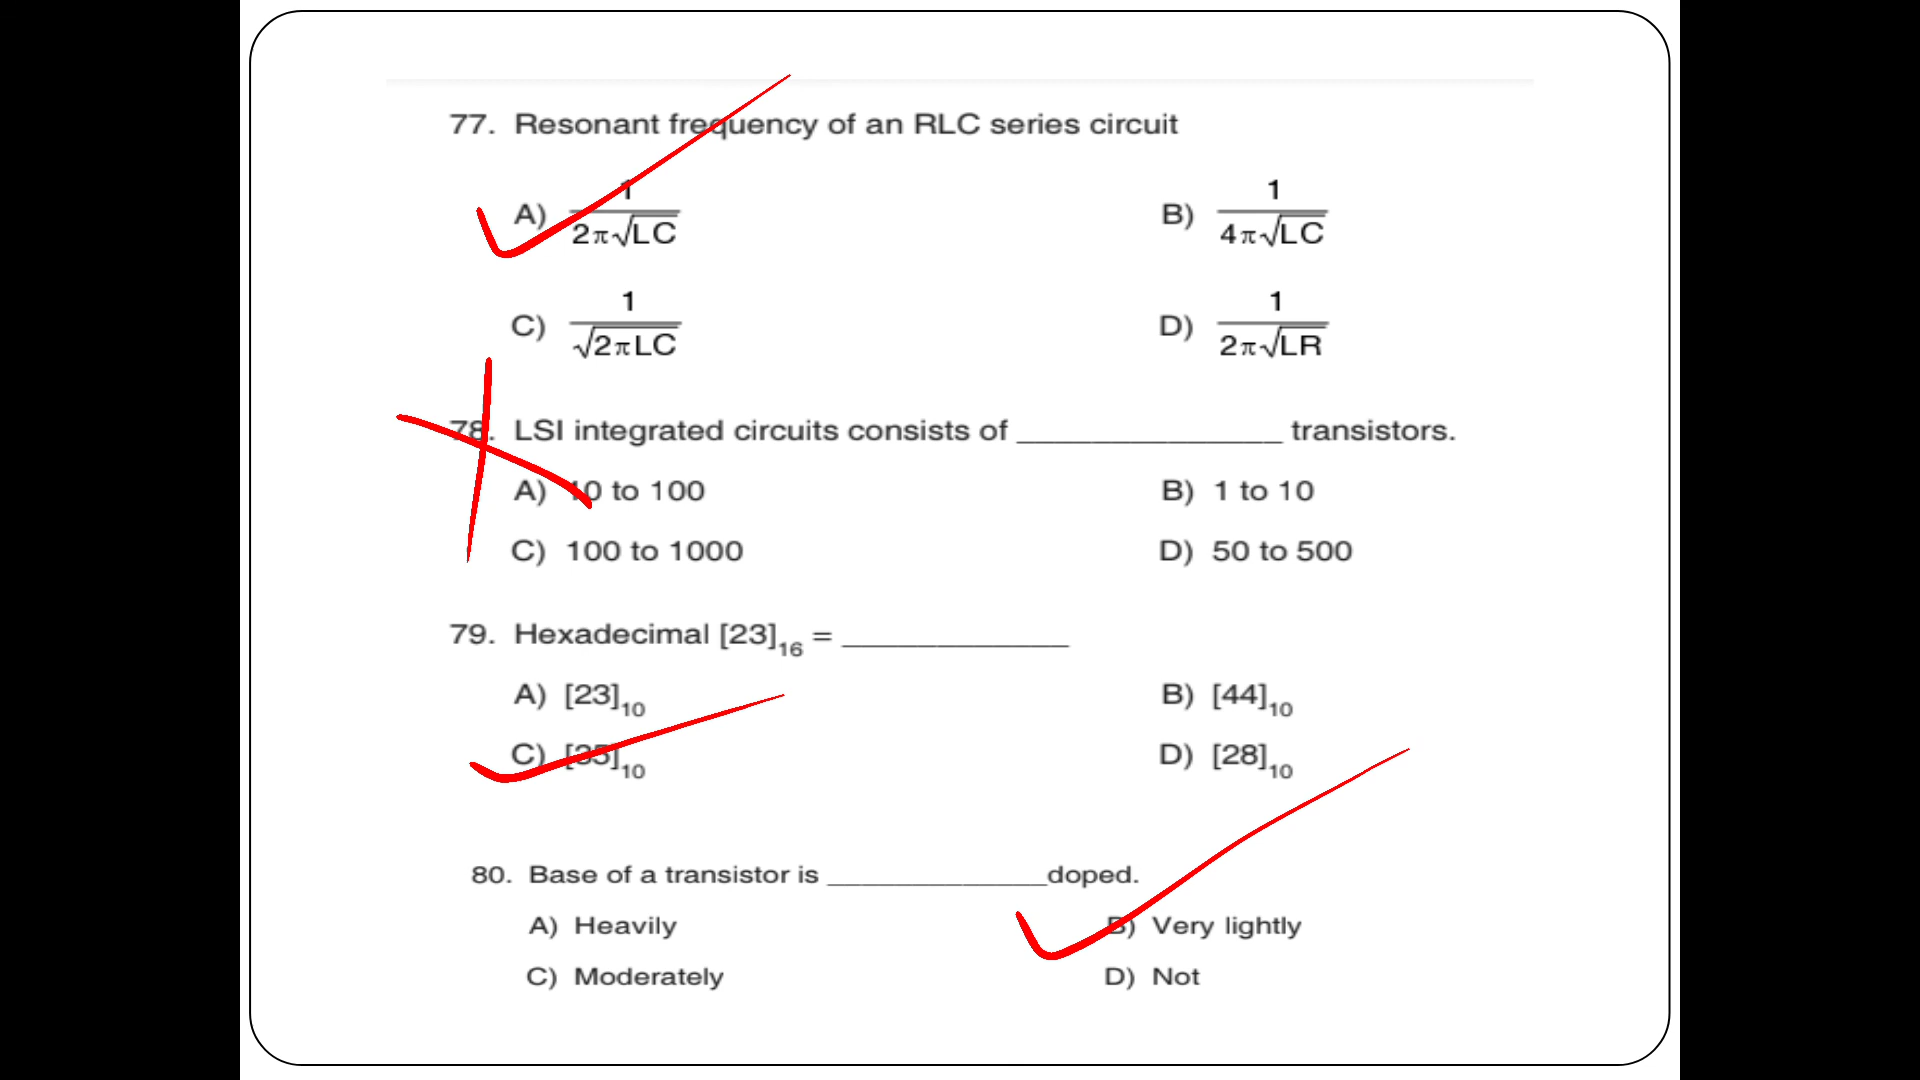 77. Resonant frequency of an RLC series circuit
A) 1/(2π√LC) B) 1/(4π√LC)
C) 1/√(2πLC) D) 1/(2π√LR)
78. LSI integrated circuits consists of ________________ transistors.
A) 10 to 100 B) 1 to 10
C) 100 to 1000 D) 50 to 500
79. Hexadecimal [23]₁₆ = ______________
A) [23]₁₀ B) [44]₁₀
C) [35]₁₀ D) [28]₁₀
80. Base of a transistor is ________________doped.
A) Heavily B) Very lightly
C) Moderately D) Not